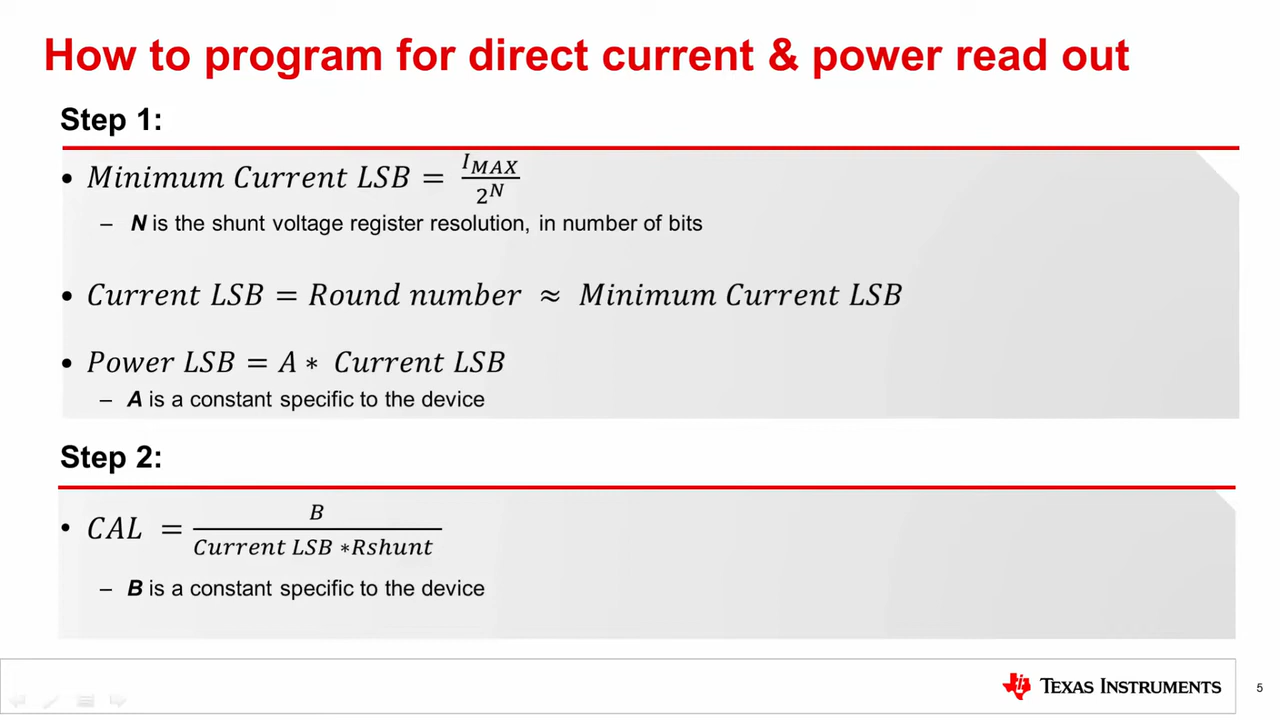 How to program for direct current & power read out
Step 1:
• Minimum Current LSB = I_MAX / 2^N
– N is the shunt voltage register resolution, in number of bits
• Current LSB = Round number ≈ Minimum Current LSB
• Power LSB = A ∗ Current LSB
– A is a constant specific to the device
Step 2:
• CAL = B / Current LSB ∗Rshunt
– B is a constant specific to the device
TEXAS INSTRUMENTS
5